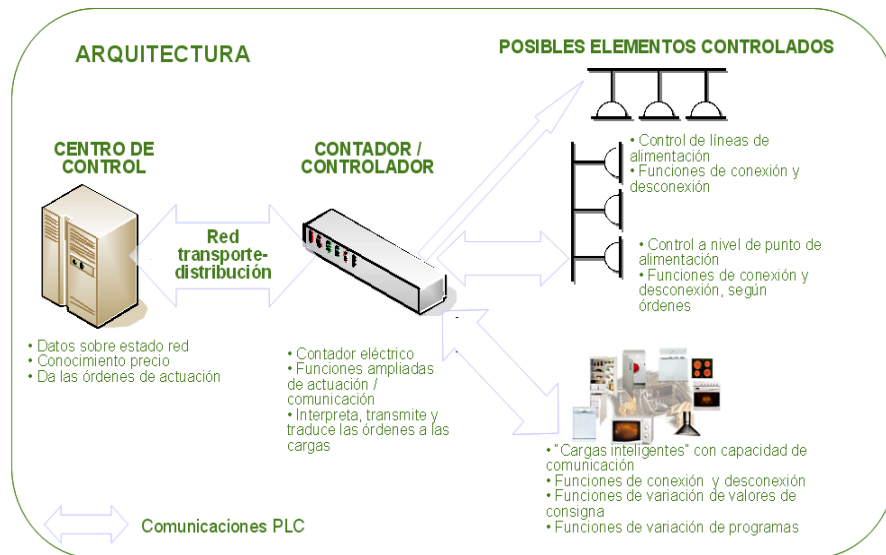 ARQUITECTURA
POSIBLES ELEMENTOS CONTROLADOS
CENTRO DE
CONTROL
CONTADOR /
CONTROLADOR
Red
transporte-
distribución
• Control de líneas de
alimentación
• Funciones de conexión y
desconexión
• Control a nivel de punto de
alimentación
• Funciones de conexión y
desconexión, según
órdenes
• Datos sobre estado red
• Conocimiento precio
• Da las órdenes de actuación
• Contador eléctrico
• Funciones ampliadas
de actuación /
comunicación
• Interpreta, transmite y
traduce las órdenes a las
cargas
• "Cargas inteligentes" con capacidad de
comunicación
• Funciones de conexión y desconexión
• Funciones de variación de valores de
consigna
• Funciones de variación de programas
Comunicaciones PLC